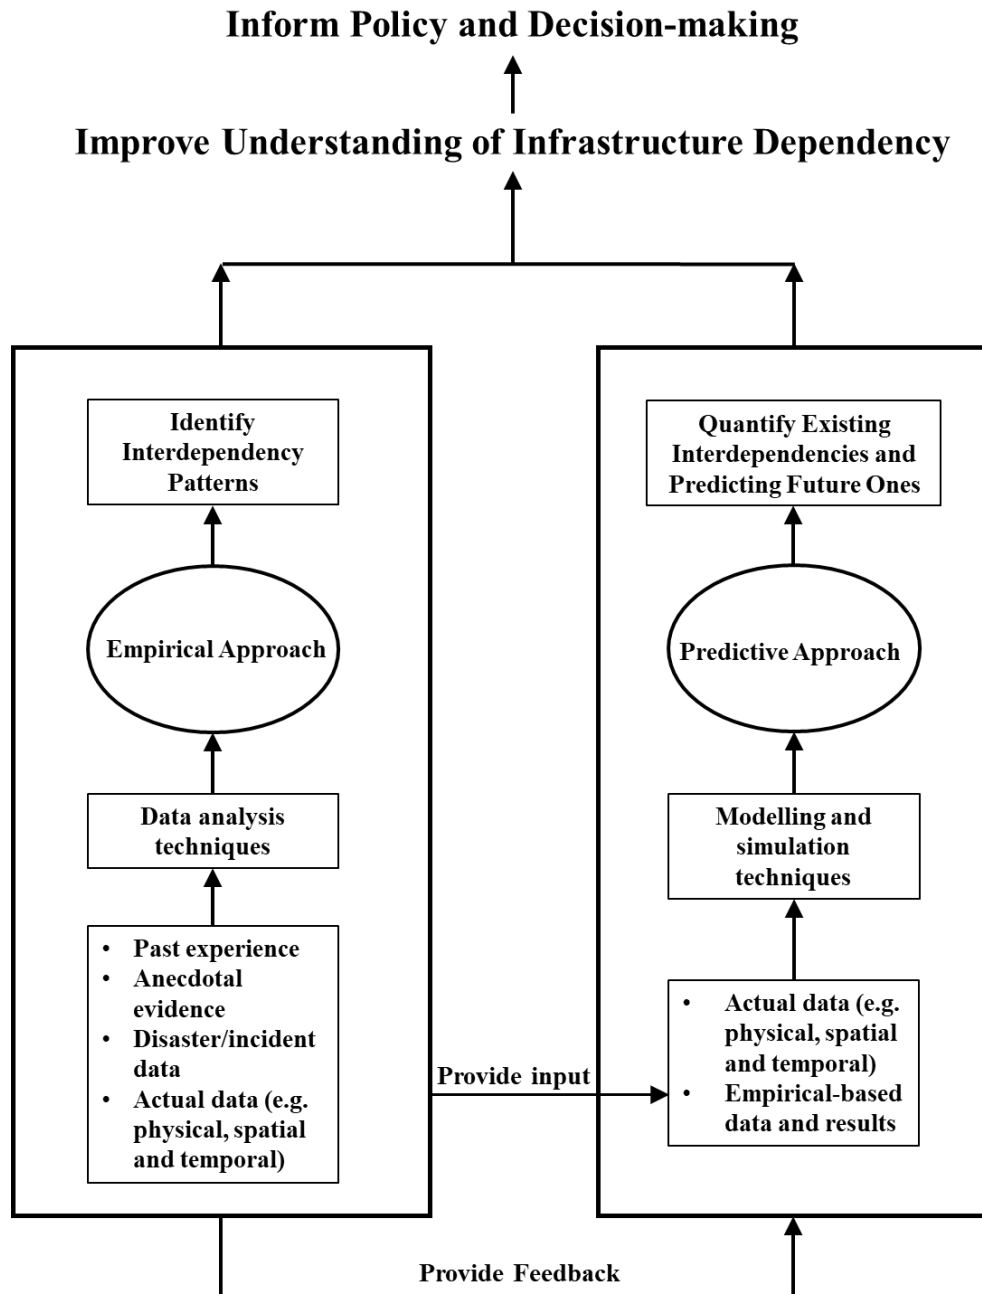 Inform Policy and Decision-making
Improve Understanding of Infrastructure Dependency
Identify
Interdependency
Patterns
Empirical Approach
Data analysis
techniques
• Past experience
• Anecdotal
evidence
• Disaster/incident
data
• Actual data (e.g.
physical, spatial
and temporal)
Provide input
Quantify Existing
Interdependencies and
Predicting Future Ones
Predictive Approach
Modelling and
simulation
techniques
• Actual data (e.g.
physical, spatial
and temporal)
• Empirical-based
data and results
Provide Feedback